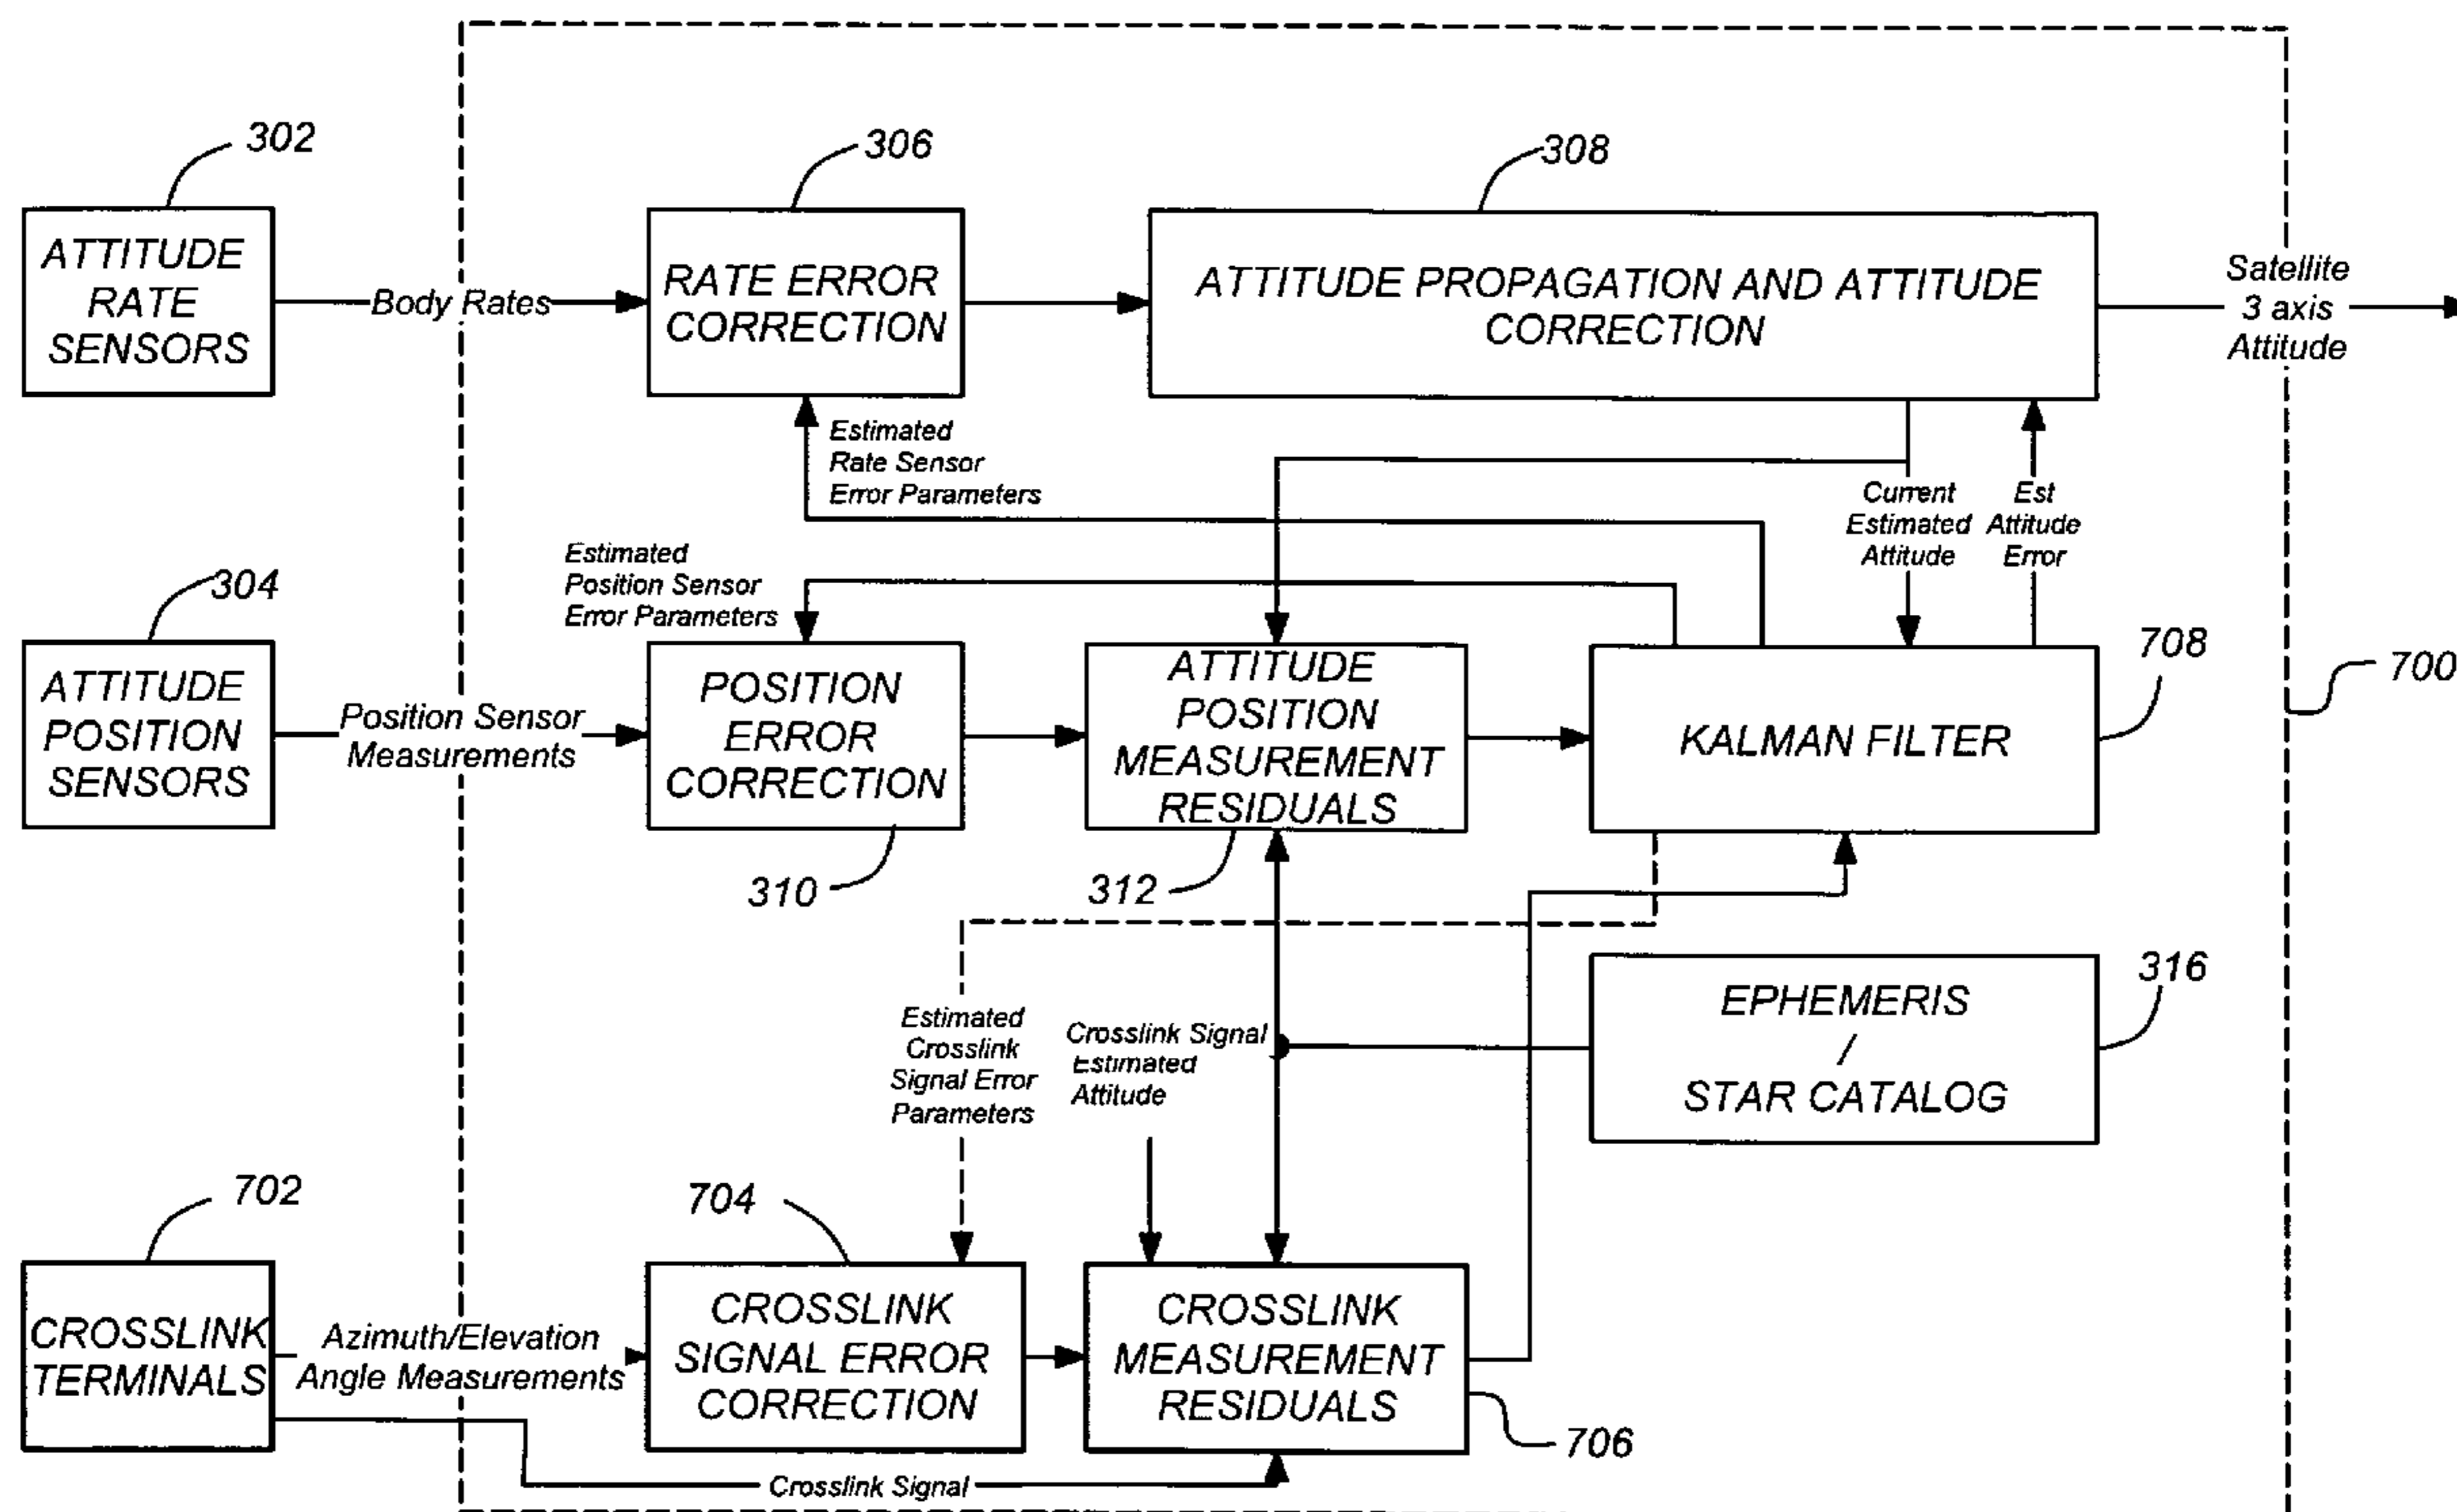 302
306
308
ATTITUDE
RATE
SENSORS
Body Rates
RATE ERROR
CORRECTION
ATTITUDE PROPAGATION AND ATTITUDE
CORRECTION
Satellite
3 axis
Attitude
Estimated
Rate Sensor
Error Parameters
Current
Estimated
Attitude
Est
Attitude
Error
Estimated
Position Sensor
Error Parameters
304
708
700
ATTITUDE
POSITION
SENSORS
Position Sensor
Measurements
POSITION
ERROR
CORRECTION
ATTITUDE
POSITION
MEASUREMENT
RESIDUALS
KALMAN FILTER
310
312
316
Estimated
Crosslink
Signal Error
Parameters
Crosslink Signal
Estimated
Attitude
EPHEMERIS
/
STAR CATALOG
702
704
CROSSLINK
TERMINALS
Azimuth/Elevation
Angle Measurements
CROSSLINK
SIGNAL ERROR
CORRECTION
CROSSLINK
MEASUREMENT
RESIDUALS
706
Crosslink Signal